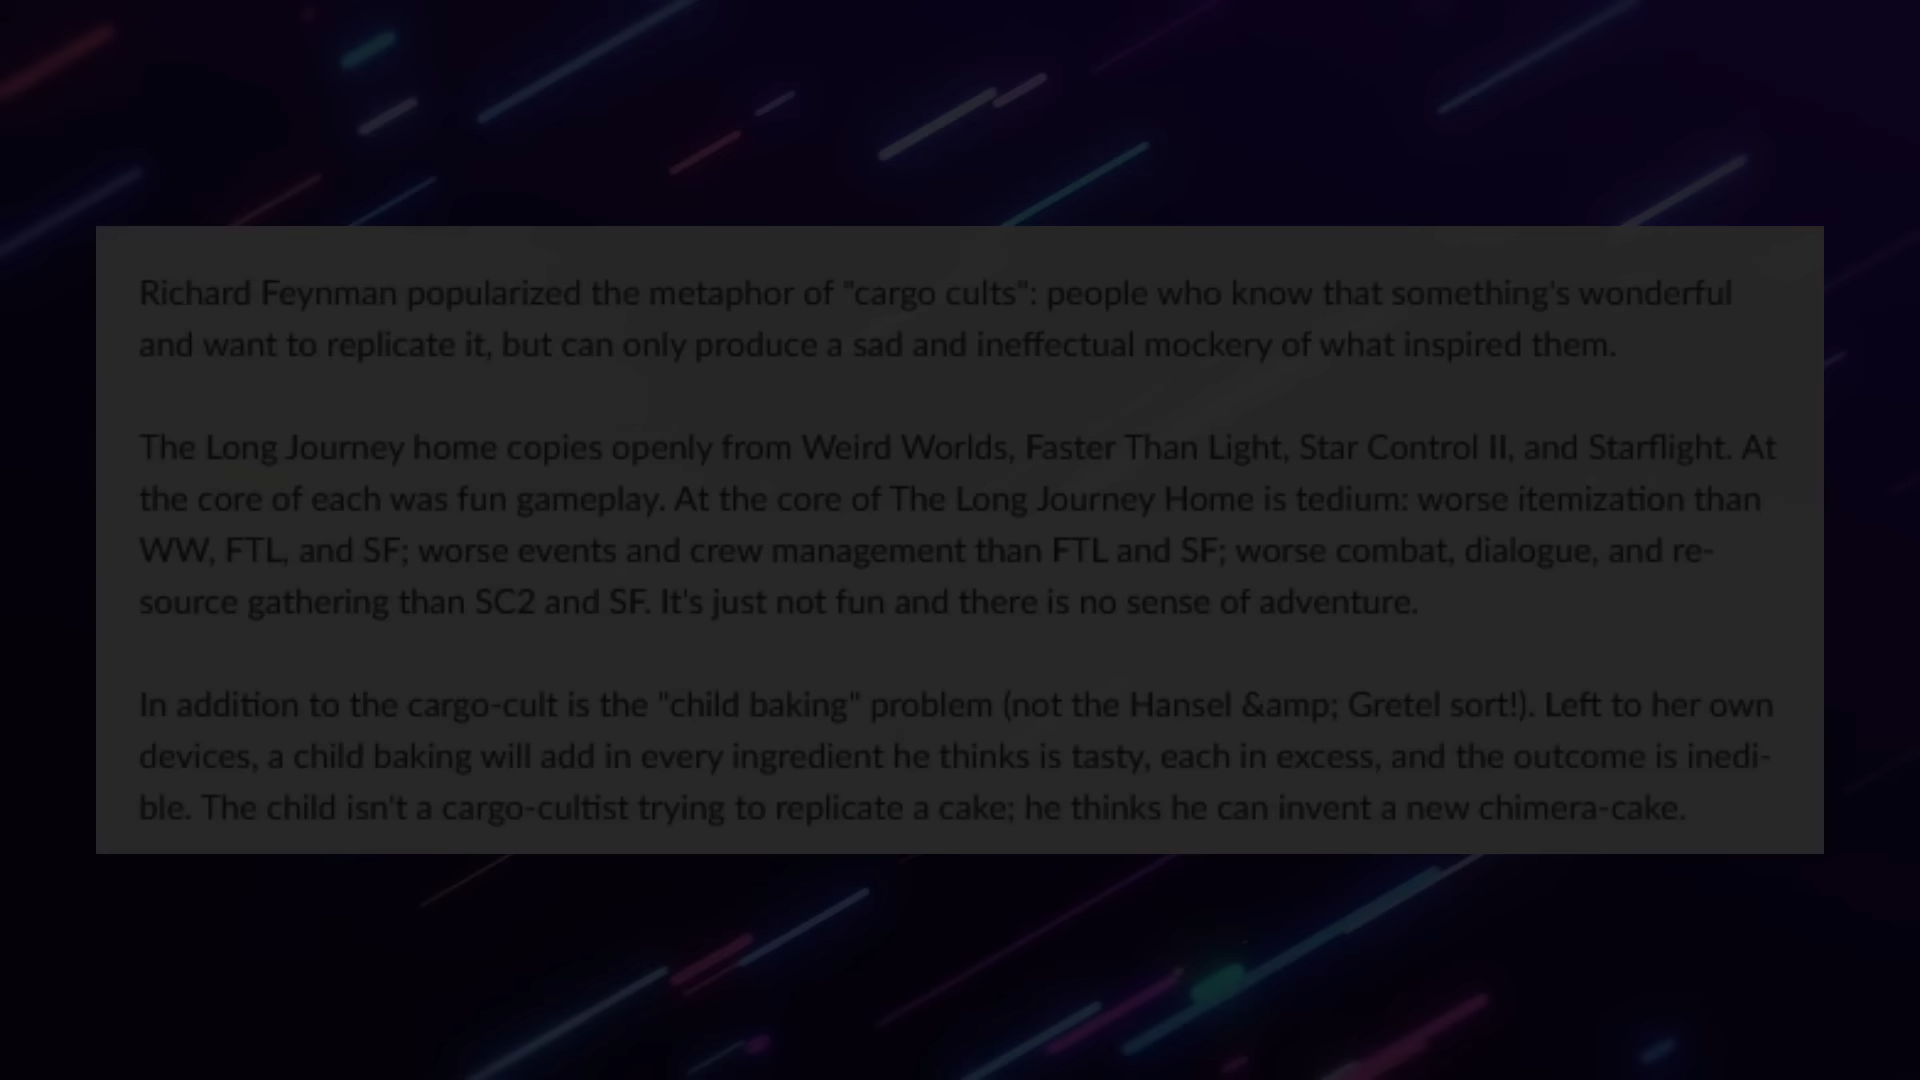 Richard Feynman popularized the metaphor of "cargo cults": people who know that something's wonderful
and want to replicate it, but can only produce a sad and ineffectual mockery of what inspired them.
The Long Journey home copies openly from Weird Worlds, Faster Than Light, Star Control II, and Starflight. At
the core of each was fun gameplay. At the core of The Long Journey Home is tedium: worse itemization than
WW, FTL, and SF; worse events and crew management than FTL and SF; worse combat, dialogue, and re-
source gathering than SC2 and SF. It's just not fun and there is no sense of adventure.
In addition to the cargo-cult is the "child baking" problem (not the Hansel &amp; Gretel sort!). Left to her own
devices, a child baking will add in every ingredient he thinks is tasty, each in excess, and the outcome is inedi-
ble. The child isn't a cargo-cultist trying to replicate a cake; he thinks he can invent a new chimera-cake.